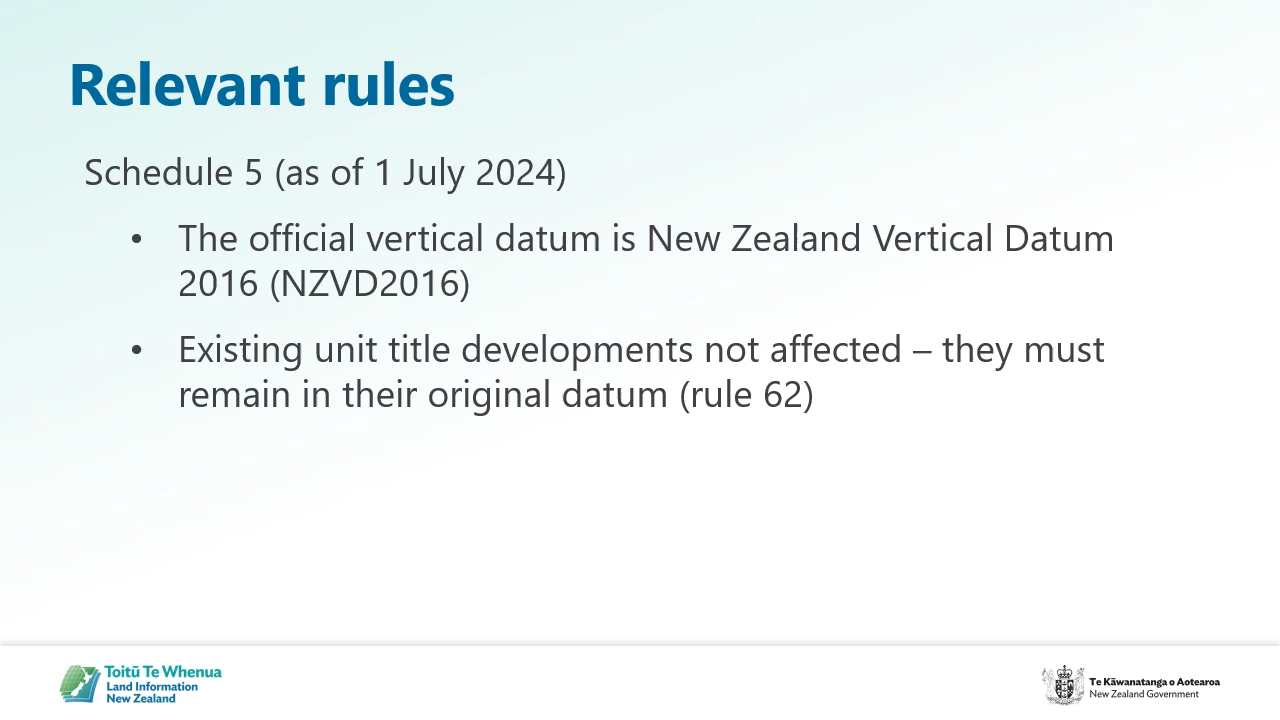 Relevant rules
Schedule 5 (as of 1 July 2024)
• The official vertical datum is New Zealand Vertical Datum
2016 (NZVD2016)
• Existing unit title developments not affected – they must
remain in their original datum (rule 62)
Toitū Te Whenua
Land Information
New Zealand
Te Kāwanatanga o Aotearoa
New Zealand Government